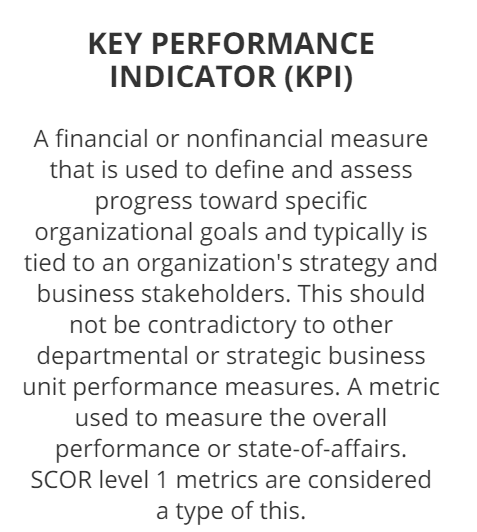 KEY PERFORMANCE
INDICATOR (KPI)
A financial or nonfinancial measure
that is used to define and assess
progress toward specific
organizational goals and typically is
tied to an organization's strategy and
business stakeholders. This should
not be contradictory to other
departmental or strategic business
unit performance measures. A metric
used to measure the overall
performance or state-of-affairs.
SCOR level 1 metrics are considered
a type of this.